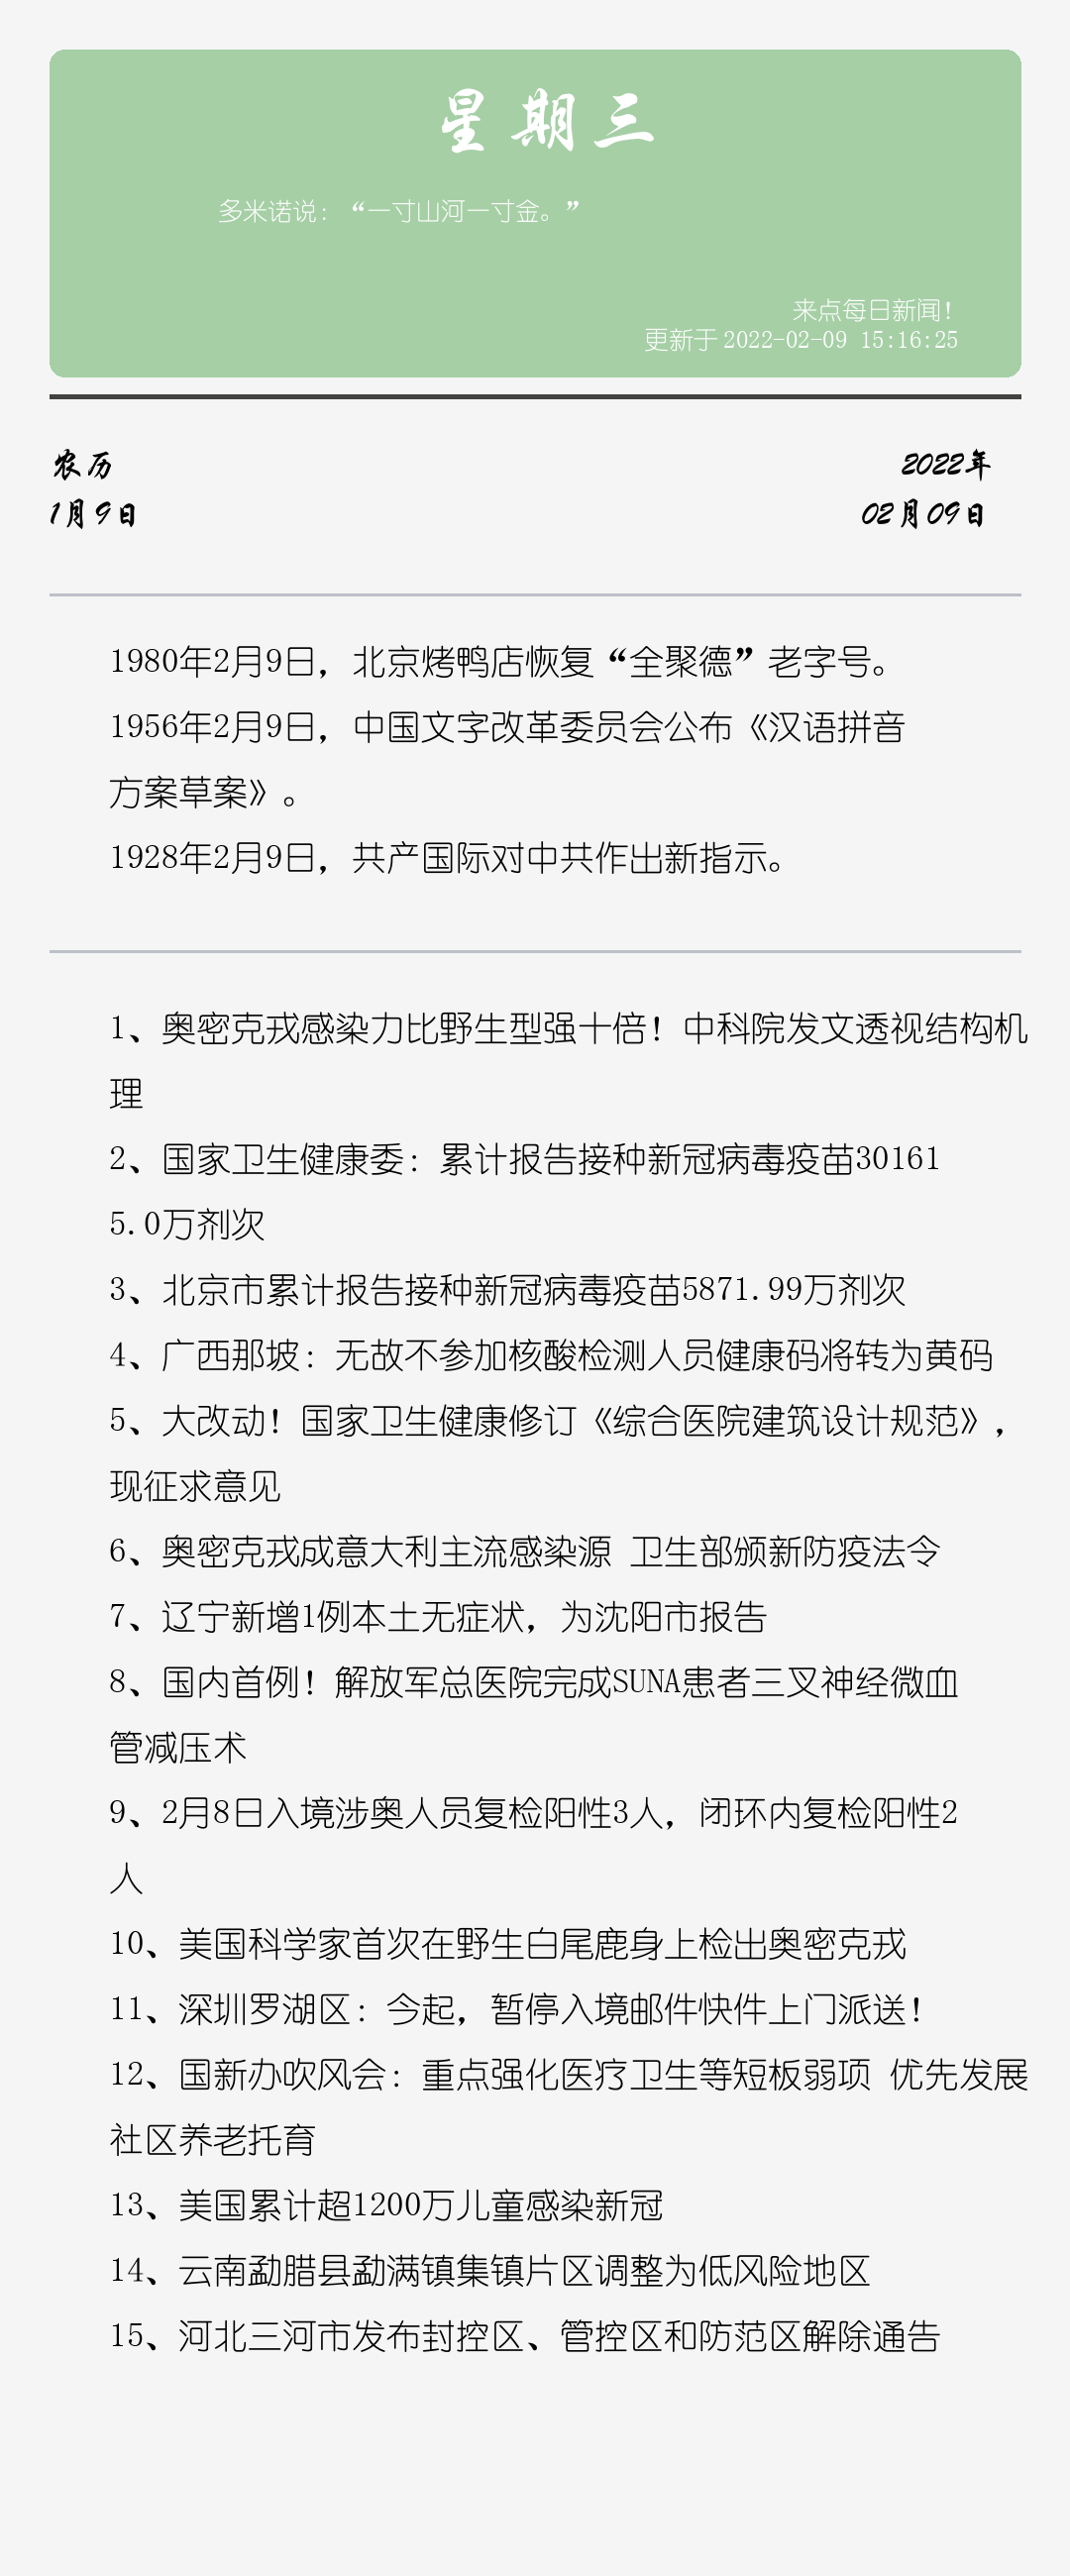 星期三
多米诺说：“一寸山河一寸金。”
来点每日新闻！
更新于 2022-02-09 15:16:25
农历
2022年
1月9日
02月09日
1980年2月9日，北京烤鸭店恢复“全聚德”老字号。
1956年2月9日，中国文字改革委员会公布《汉语拼音
方案草案》。
1928年2月9日，共产国际对中共作出新指示。
1、奥密克戎感染力比野生型强十倍！中科院发文透视结构机
理
2、国家卫生健康委：累计报告接种新冠病毒疫苗30161
5.0万剂次
3、北京市累计报告接种新冠病毒疫苗5871.99万剂次
4、广西那坡：无故不参加核酸检测人员健康码将转为黄码
5、大改动！国家卫生健康修订《综合医院建筑设计规范》，
现征求意见
6、奥密克戎成意大利主流感染源 卫生部颁新防疫法令
7、辽宁新增1例本土无症状，为沈阳市报告
8、国内首例！解放军总医院完成SUNA患者三叉神经微血
管减压术
9、2月8日入境涉奥人员复检阳性3人，闭环内复检阳性2
人
10、美国科学家首次在野生白尾鹿身上检出奥密克戎
11、深圳罗湖区：今起，暂停入境邮件快件上门派送！
12、国新办吹风会：重点强化医疗卫生等短板弱项 优先发展
社区养老托育
13、美国累计超1200万儿童感染新冠
14、云南勐腊县勐满镇集镇片区调整为低风险地区
15、河北三河市发布封控区、管控区和防范区解除通告